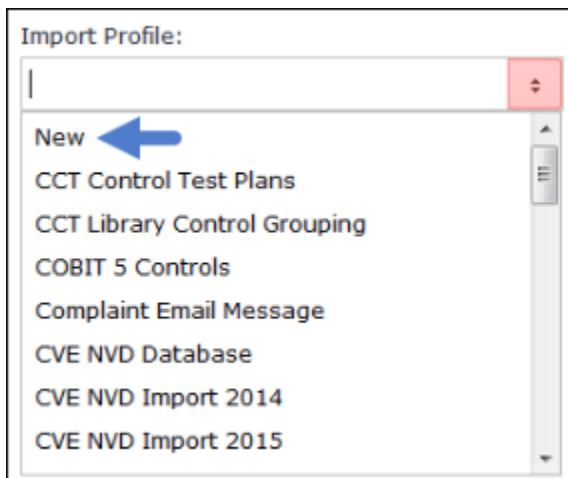 Import Profile:
New
CCT Control Test Plans
CCT Library Control Grouping
COBIT 5 Controls
Complaint Email Message
CVE NVD Database
CVE NVD Import 2014
CVE NVD Import 2015